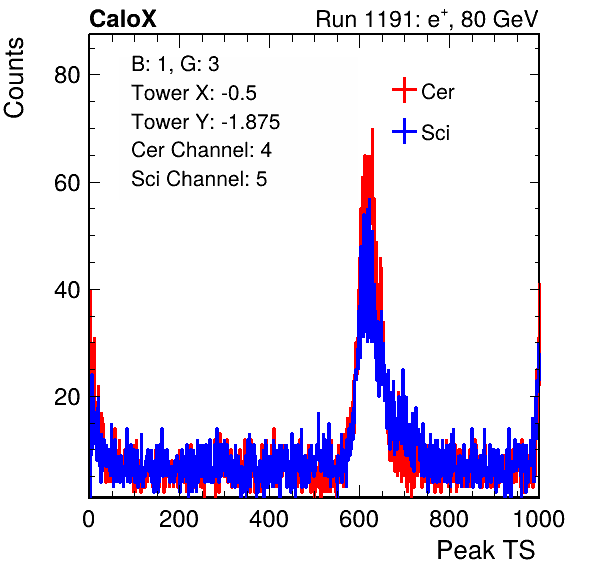 CaloX Run 1191: e⁺, 80 GeV
Counts
B: 1, G: 3
Tower X: -0.5
Tower Y: -1.875
Cer Channel: 4
Sci Channel: 5
Cer
Sci
80
60
40
20
0 200 400 600 800 1000
Peak TS